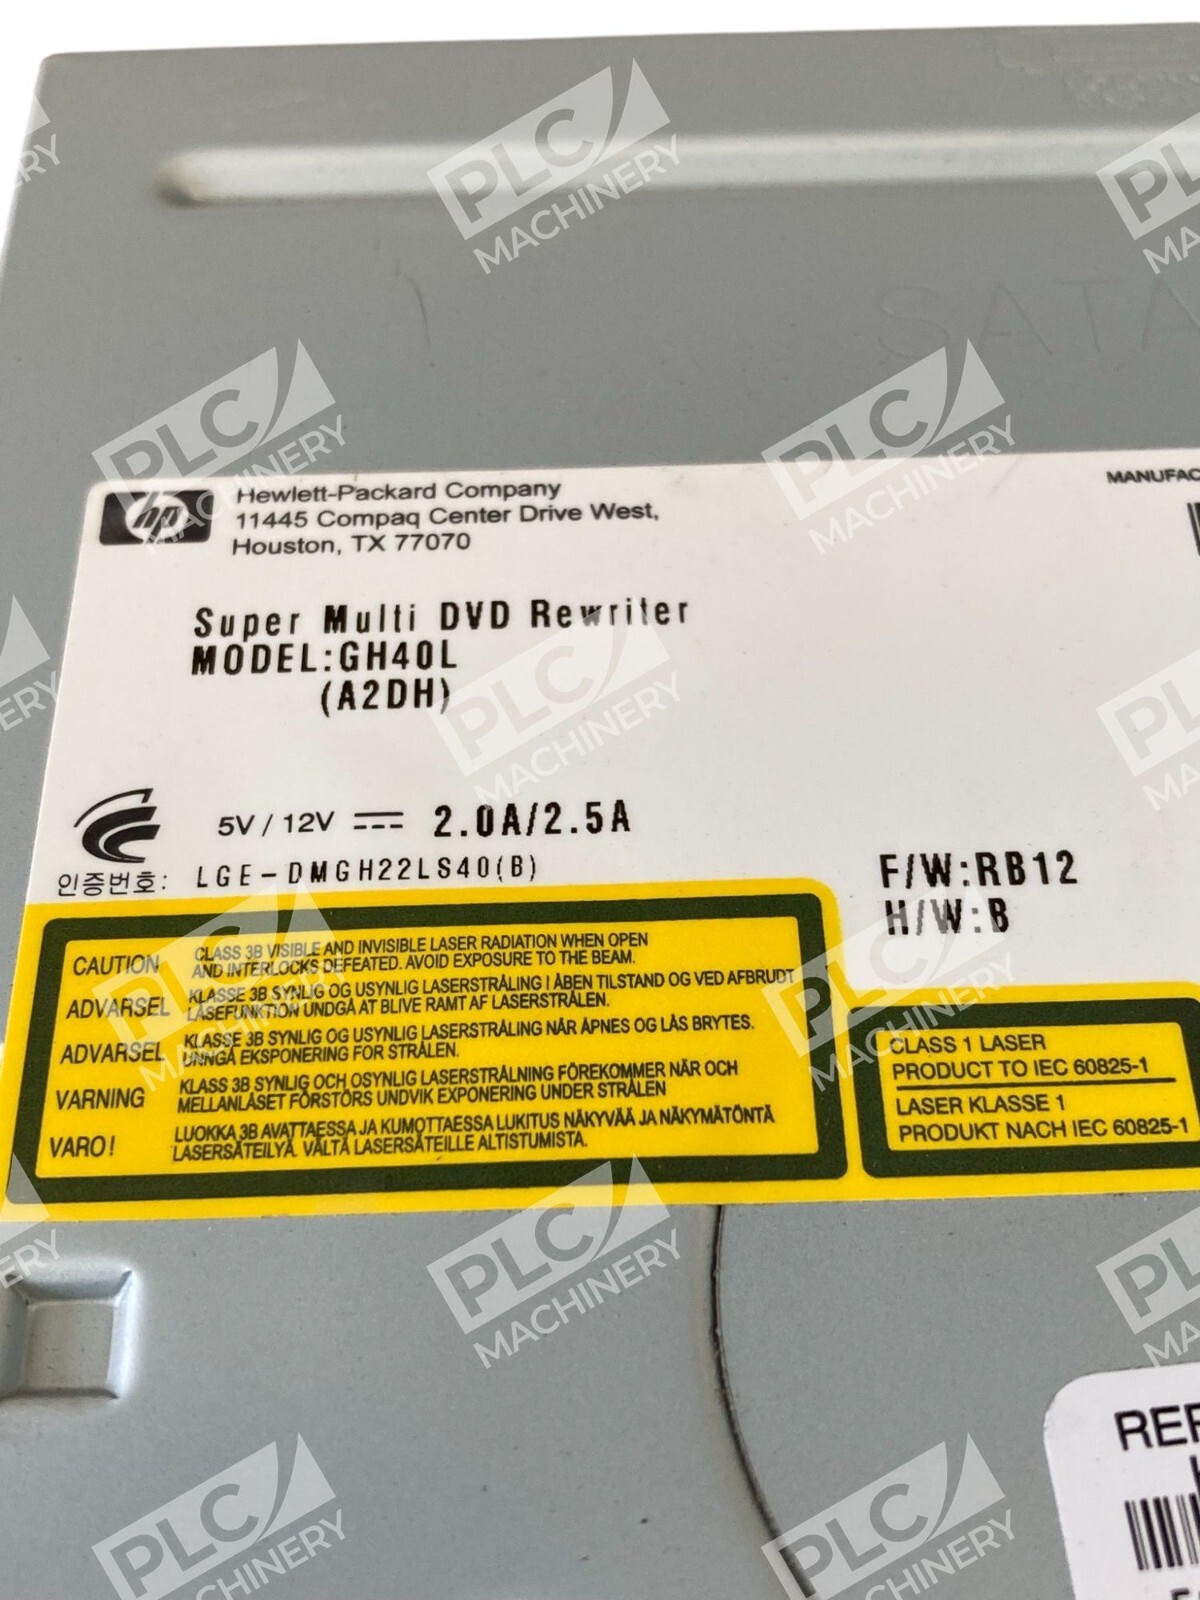 SATA
hp
Hewlett-Packard Company
11445 Compaq Center Drive West,
Houston, TX 77070
MANUFAC
Super Multi DVD Rewriter
MODEL:GH40L
(A2DH)
5V / 12V 2.0A/2.5A
인증번호: LGE-DMGH22LS40(B)
F/W:RB12
H/W:B
CAUTION CLASS 3B VISIBLE AND INVISIBLE LASER RADIATION WHEN OPEN
AND INTERLOCKS DEFEATED. AVOID EXPOSURE TO THE BEAM.
ADVARSEL KLASSE 3B SYNLIG OG USYNLIG LASERSTRÅLING I ÅBEN TILSTAND OG VED AFBRUDT
LÅSEFUNKTION UNDGÅ AT BLIVE RAMT AF LASERSTRÅLEN.
ADVARSEL KLASSE 3B SYNLIG OG USYNLIG LASERSTRÅLING NÅR ÅPNES OG LÅS BRYTES.
UNNGÅ EKSPONERING FOR STRÅLEN.
VARNING KLASS 3B SYNLIG OCH OSYNLIG LASERSTRÅLNING FÖREKOMMER NÄR OCH
MELLANLÅSET FÖRSTÖRS UNDVIK EXPONERING UNDER STRÅLEN
VARO! LUOKKA 3B AVATTAESSA JA KUMOTTAESSA LUKITUS NÄKYVÄÄ JA NÄKYMÄTÖNTÄ
LASERSÄTEILYÄ. VÄLTÄ LASERSÄTEILLE ALTISTUMISTA.
CLASS 1 LASER
PRODUCT TO IEC 60825-1
LASER KLASSE 1
PRODUKT NACH IEC 60825-1
PLC
MACHINERY